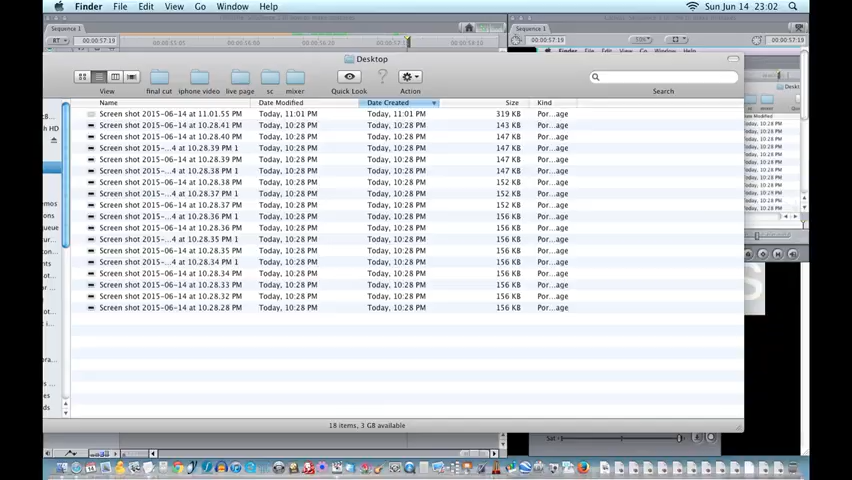 Finder File Edit View Go Window Help Sun Jun 14 23:02
Sequence 1 Sequence 1
RT 00:00:57:19 00:00:57:19 00:00:57:19
Desktop
final cut iphone video live page sc mixer
View Quick Look Action Search
Name Date Modified Date Created Size Kind
Screen shot 2015-06-14 at 11.01.55 PM Today, 11:01 PM Today, 11:01 PM 319 KB Por...age
Screen shot 2015-06-14 at 10.28.41 PM Today, 10:28 PM Today, 10:28 PM 143 KB Por...age
Screen shot 2015-06-14 at 10.28.40 PM Today, 10:28 PM Today, 10:28 PM 147 KB Por...age
Screen shot 2015-...4 at 10.28.39 PM 1 Today, 10:28 PM Today, 10:28 PM 147 KB Por...age
Screen shot 2015-06-14 at 10.28.39 PM Today, 10:28 PM Today, 10:28 PM 147 KB Por...age
Screen shot 2015-...4 at 10.28.38 PM 1 Today, 10:28 PM Today, 10:28 PM 147 KB Por...age
Screen shot 2015-06-14 at 10.28.38 PM Today, 10:28 PM Today, 10:28 PM 152 KB Por...age
Screen shot 2015-...4 at 10.28.37 PM 1 Today, 10:28 PM Today, 10:28 PM 152 KB Por...age
Screen shot 2015-06-14 at 10.28.37 PM Today, 10:28 PM Today, 10:28 PM 152 KB Por...age
Screen shot 2015-...4 at 10.28.36 PM 1 Today, 10:28 PM Today, 10:28 PM 156 KB Por...age
Screen shot 2015-06-14 at 10.28.36 PM Today, 10:28 PM Today, 10:28 PM 156 KB Por...age
Screen shot 2015-...4 at 10.28.35 PM 1 Today, 10:28 PM Today, 10:28 PM 156 KB Por...age
Screen shot 2015-06-14 at 10.28.35 PM Today, 10:28 PM Today, 10:28 PM 156 KB Por...age
Screen shot 2015-...4 at 10.28.34 PM 1 Today, 10:28 PM Today, 10:28 PM 156 KB Por...age
Screen shot 2015-06-14 at 10.28.34 PM Today, 10:28 PM Today, 10:28 PM 156 KB Por...age
Screen shot 2015-06-14 at 10.28.33 PM Today, 10:28 PM Today, 10:28 PM 156 KB Por...age
Screen shot 2015-06-14 at 10.28.32 PM Today, 10:28 PM Today, 10:28 PM 156 KB Por...age
Screen shot 2015-06-14 at 10.28.28 PM Today, 10:28 PM Today, 10:28 PM 156 KB Por...age
18 items, 3 GB available
Sat